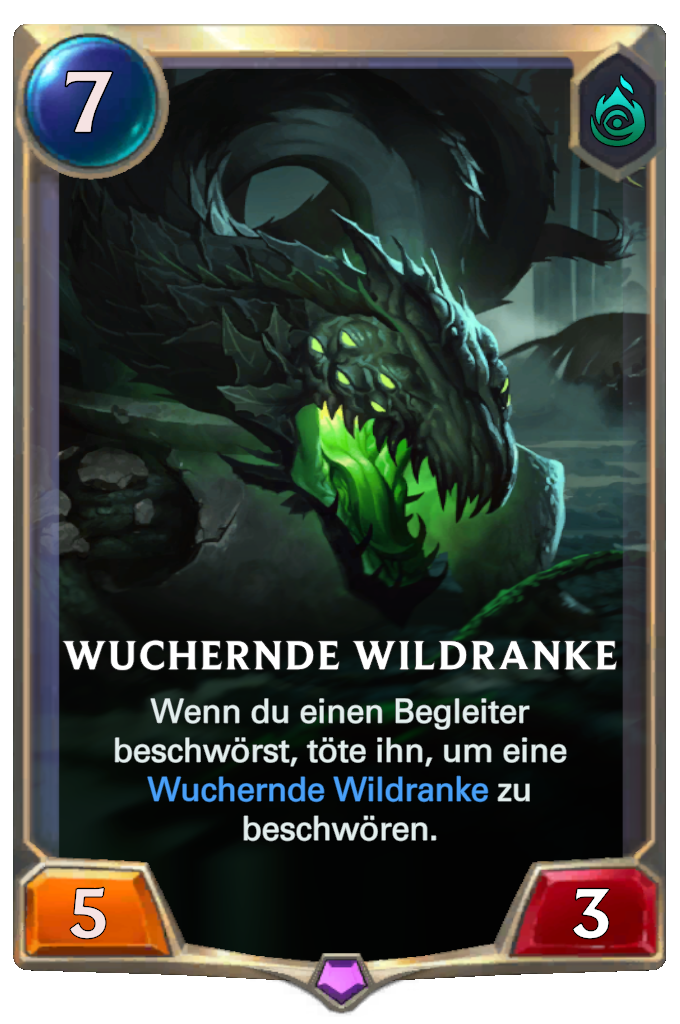 7
WUCHERNDE WILDRANKE
Wenn du einen Begleiter
beschwörst, töte ihn, um eine
Wuchernde Wildranke zu
beschwören.
5
3